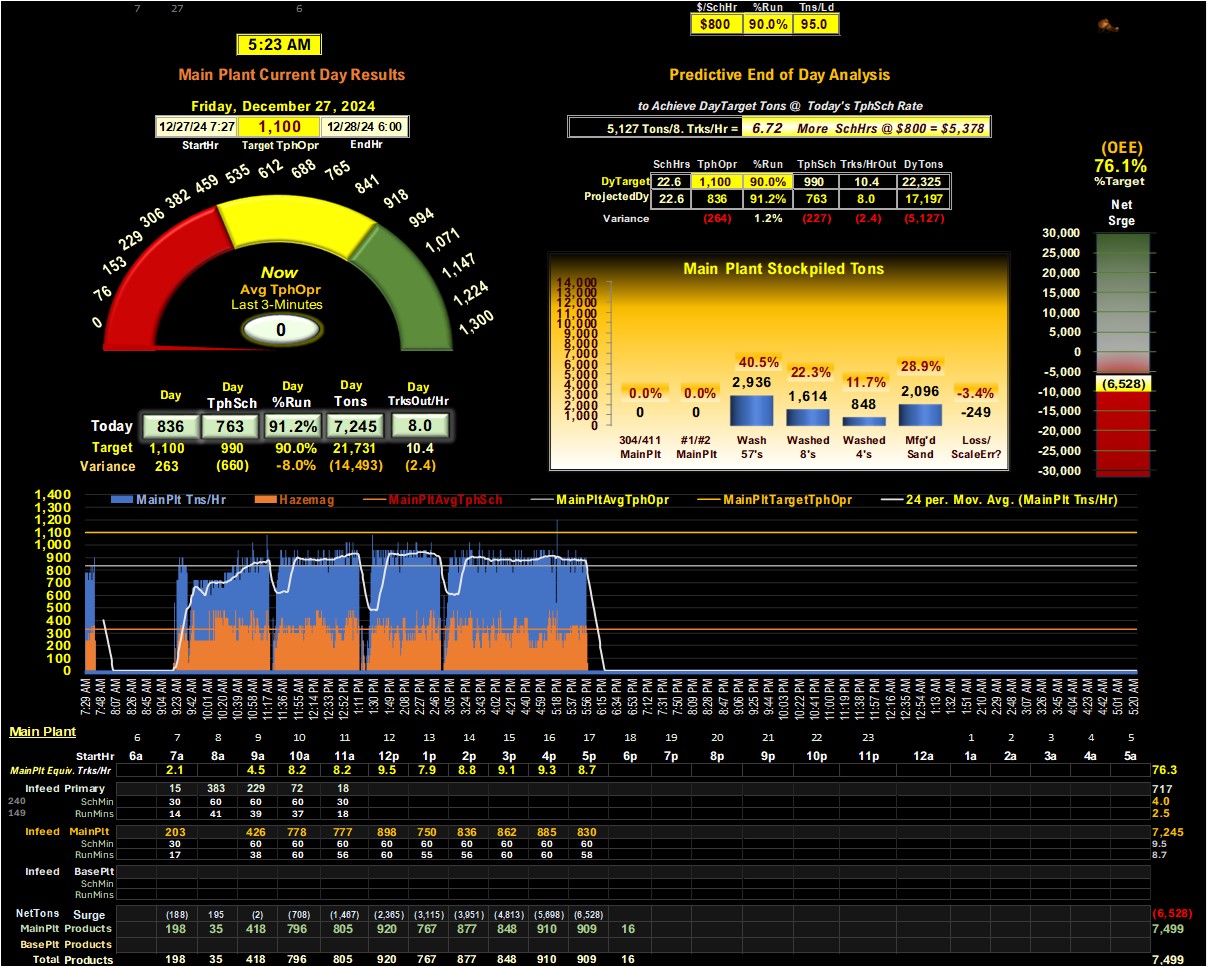 7 27 6
$/SchHr %Run Tns/Ld
$800 90.0% 95.0
5:23 AM
Main Plant Current Day Results
Predictive End of Day Analysis
Friday, December 27, 2024
to Achieve DayTarget Tons @ Today's TphSch Rate
12/27/24 7:27 1,100 12/28/24 6:00
StartHr Target TphOpr EndHr
5,127 Tons/8. Trks/Hr = 6.72 More SchHrs @ $800 = $5,378
(OEE)
76.1%
%Target
SchHrs TphOpr %Run TphSch Trks/HrOut DyTons
DyTarget 22.6 1,100 90.0% 990 10.4 22,325
ProjectedDy 22.6 836 91.2% 763 8.0 17,197
Variance (264) 1.2% (227) (2.4) (5,127)
0 76 153 229 306 382 459 535 612 688 765 841 918 994 1,071 1,147 1,224 1,300
Now
Avg TphOpr
Last 3-Minutes
0
Net
Srge
30,000
25,000
20,000
15,000
10,000
5,000
0
-5,000
-10,000
-15,000
-20,000
-25,000
-30,000
(6,528)
Main Plant Stockpiled Tons
14,000
13,000
12,000
11,000
10,000
9,000
8,000
7,000
6,000
5,000
4,000
3,000
2,000
1,000
0
0.0% 0.0% 40.5% 22.3% 11.7% 28.9% -3.4%
0 0 2,936 1,614 848 2,096 -249
304/411 #1/#2 Wash Washed Washed Mfg'd Loss/
MainPlt MainPlt 57's 8's 4's Sand ScaleErr?
Day Day Day Day
Day TphSch %Run Tons TrksOut/Hr
Today 836 763 91.2% 7,245 8.0
Target 1,100 990 90.0% 21,731 10.4
Variance 263 (660) -8.0% (14,493) (2.4)
MainPlt Tns/Hr Hazemag MainPltAvgTphSch MainPltAvgTphOpr MainPltTargetTphOpr 24 per. Mov. Avg. (MainPlt Tns/Hr)
1,400
1,300
1,200
1,100
1,000
900
800
700
600
500
400
300
200
100
0
7:29 AM 7:48 AM 8:07 AM 8:26 AM 8:45 AM 9:04 AM 9:23 AM 9:42 AM 10:01 AM 10:20 AM 10:39 AM 10:58 AM 11:17 AM 11:36 AM 11:55 AM 12:14 PM 12:33 PM 12:52 PM 1:11 PM 1:30 PM 1:49 PM 2:08 PM 2:27 PM 2:46 PM 3:05 PM 3:24 PM 3:43 PM 4:02 PM 4:21 PM 4:40 PM 4:59 PM 5:18 PM 5:37 PM 5:56 PM 6:15 PM 6:34 PM 6:53 PM 7:12 PM 7:31 PM 7:50 PM 8:09 PM 8:28 PM 8:47 PM 9:06 PM 9:25 PM 9:44 PM 10:03 PM 10:22 PM 10:41 PM 11:00 PM 11:19 PM 11:38 PM 11:57 PM 12:16 AM 12:35 AM 12:54 AM 1:13 AM 1:32 AM 1:51 AM 2:10 AM 2:29 AM 2:48 AM 3:07 AM 3:26 AM 3:45 AM 4:04 AM 4:23 AM 4:42 AM 5:01 AM 5:20 AM
Main Plant
6 7 8 9 10 11 12 13 14 15 16 17 18 19 20 21 22 23 1 2 3 4 5
StartHr 6a 7a 8a 9a 10a 11a 12p 1p 2p 3p 4p 5p 6p 7p 8p 9p 10p 11p 12a 1a 2a 3a 4a 5a
MainPlt Equiv. Trks/Hr 2.1 4.5 8.2 8.2 9.5 7.9 8.8 9.1 9.3 8.7 76.3
Infeed Primary 15 383 229 72 18 717
240 SchMin 30 60 60 60 30 4.0
149 RunMins 14 41 39 37 18 2.5
Infeed MainPlt 203 426 778 777 898 750 836 862 885 830 7,245
SchMin 30 60 60 60 60 60 60 60 60 60 9.5
RunMins 17 38 60 56 60 55 56 60 60 58 8.7
Infeed BasePlt
SchMin
RunMins
NetTons Surge (188) 195 (2) (708) (1,467) (2,365) (3,115) (3,951) (4,813) (5,698) (6,528) (6,528)
MainPlt Products 198 35 418 796 805 920 767 877 848 910 909 16 7,499
BasePlt Products
Total Products 198 35 418 796 805 920 767 877 848 910 909 16 7,499